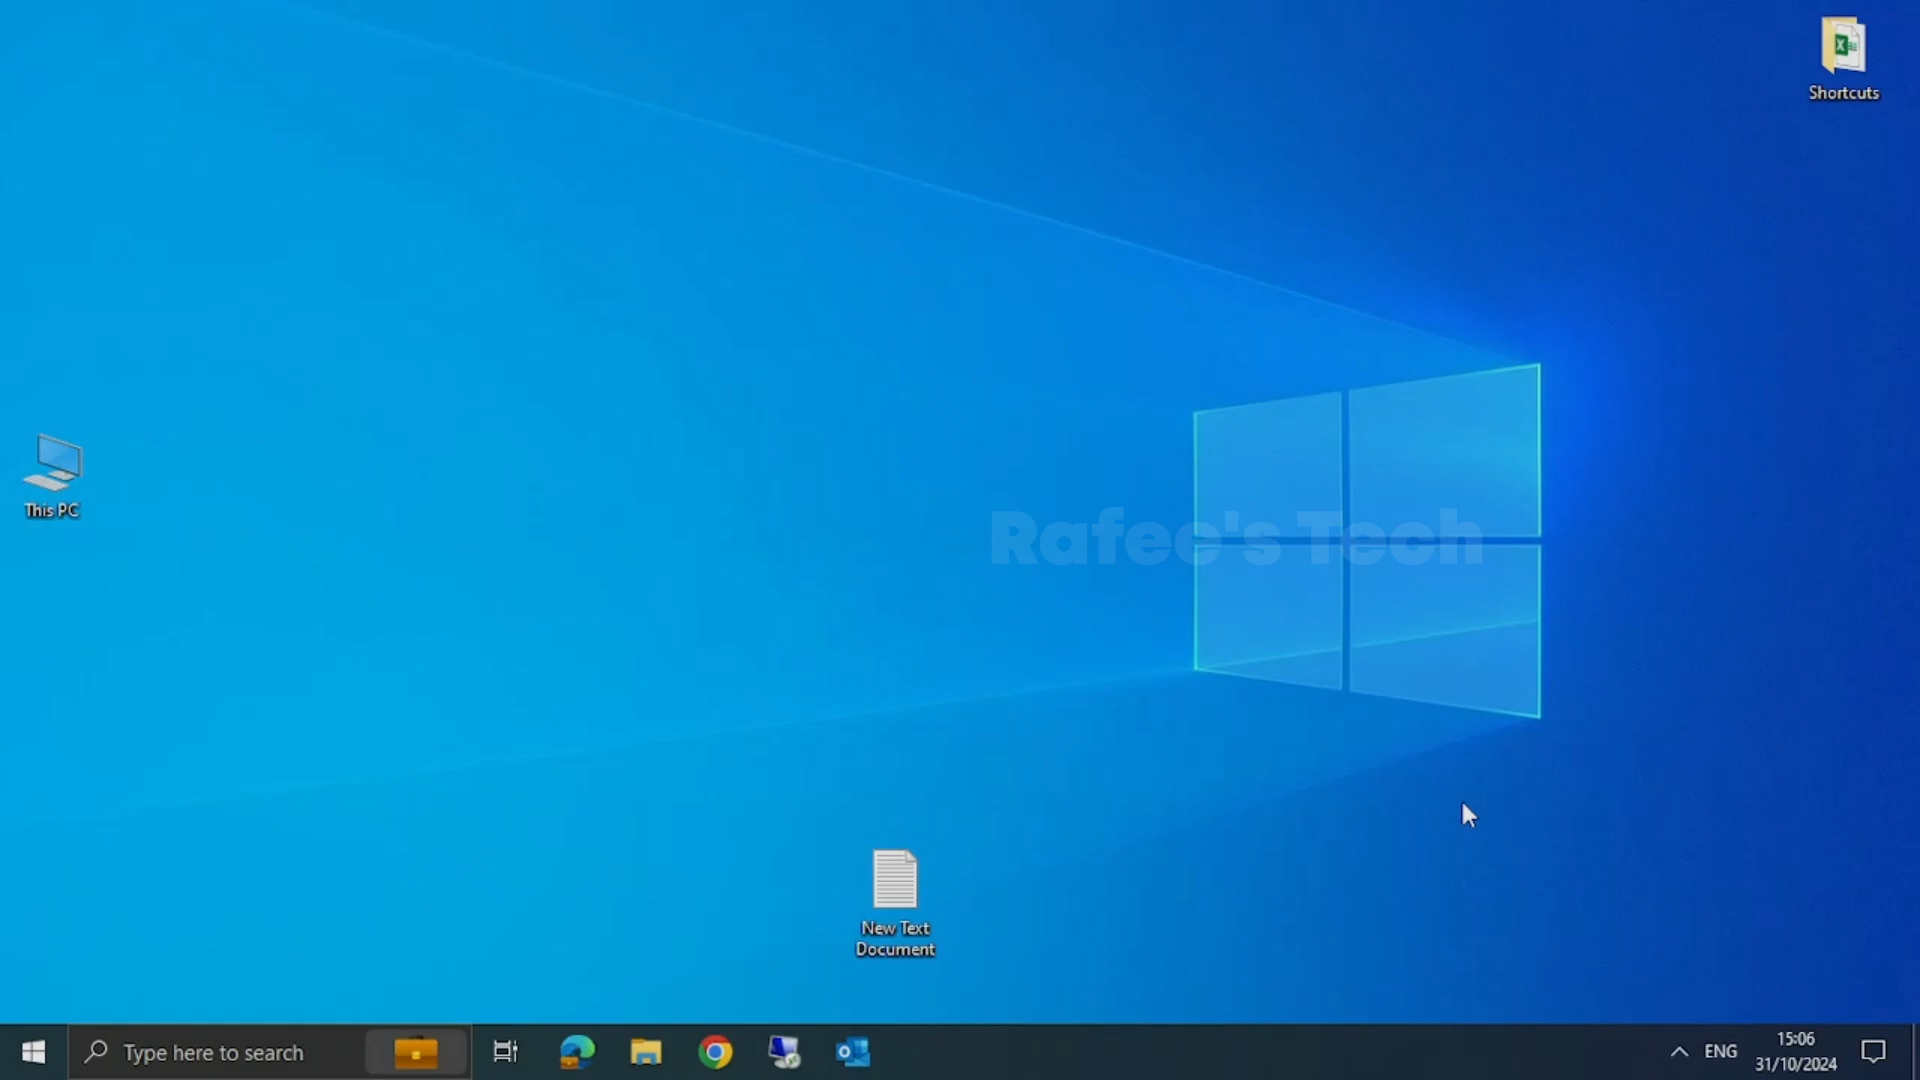 Shortcuts
This PC
Rafee's Tech
New Text
Document
Type here to search
ENG
15:06
31/10/2024